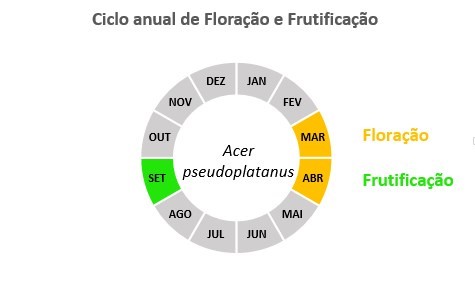 Ciclo anual de Floração e Frutificação
DEZ
JAN
NOV
FEV
OUT
MAR
Floração
Acer
pseudoplatanus
SET
ABR
Frutificação
AGO
MAI
JUL
JUN